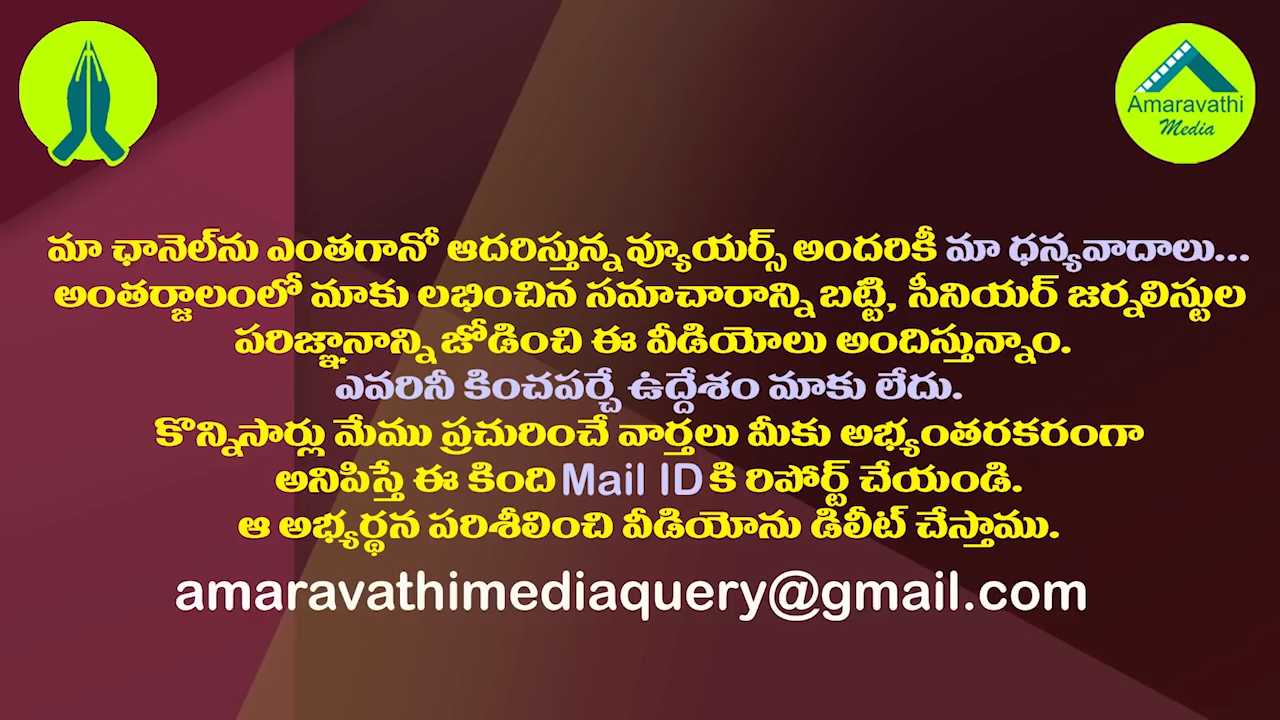 Amaravathi
Media
మా ఛానెల్‌ను ఎంతగానో ఆదరిస్తున్న వ్యూయర్స్ అందరికీ మా ధన్యవాదాలు...
అంతర్జాలంలో మాకు లభించిన సమాచారాన్ని బట్టి, సీనియర్ జర్నలిస్టుల
పరిజ్ఞానాన్ని జోడించి ఈ వీడియోలు అందిస్తున్నాం.
ఎవరినీ కించపర్చే ఉద్దేశం మాకు లేదు.
కొన్నిసార్లు మేము ప్రచురించే వార్తలు మీకు అభ్యంతరకరంగా
అనిపిస్తే ఈ కింది Mail ID కి రిపోర్ట్ చేయండి.
ఆ అభ్యర్థన పరిశీలించి వీడియోను డిలీట్ చేస్తాము.
amaravathimediaquery@gmail.com